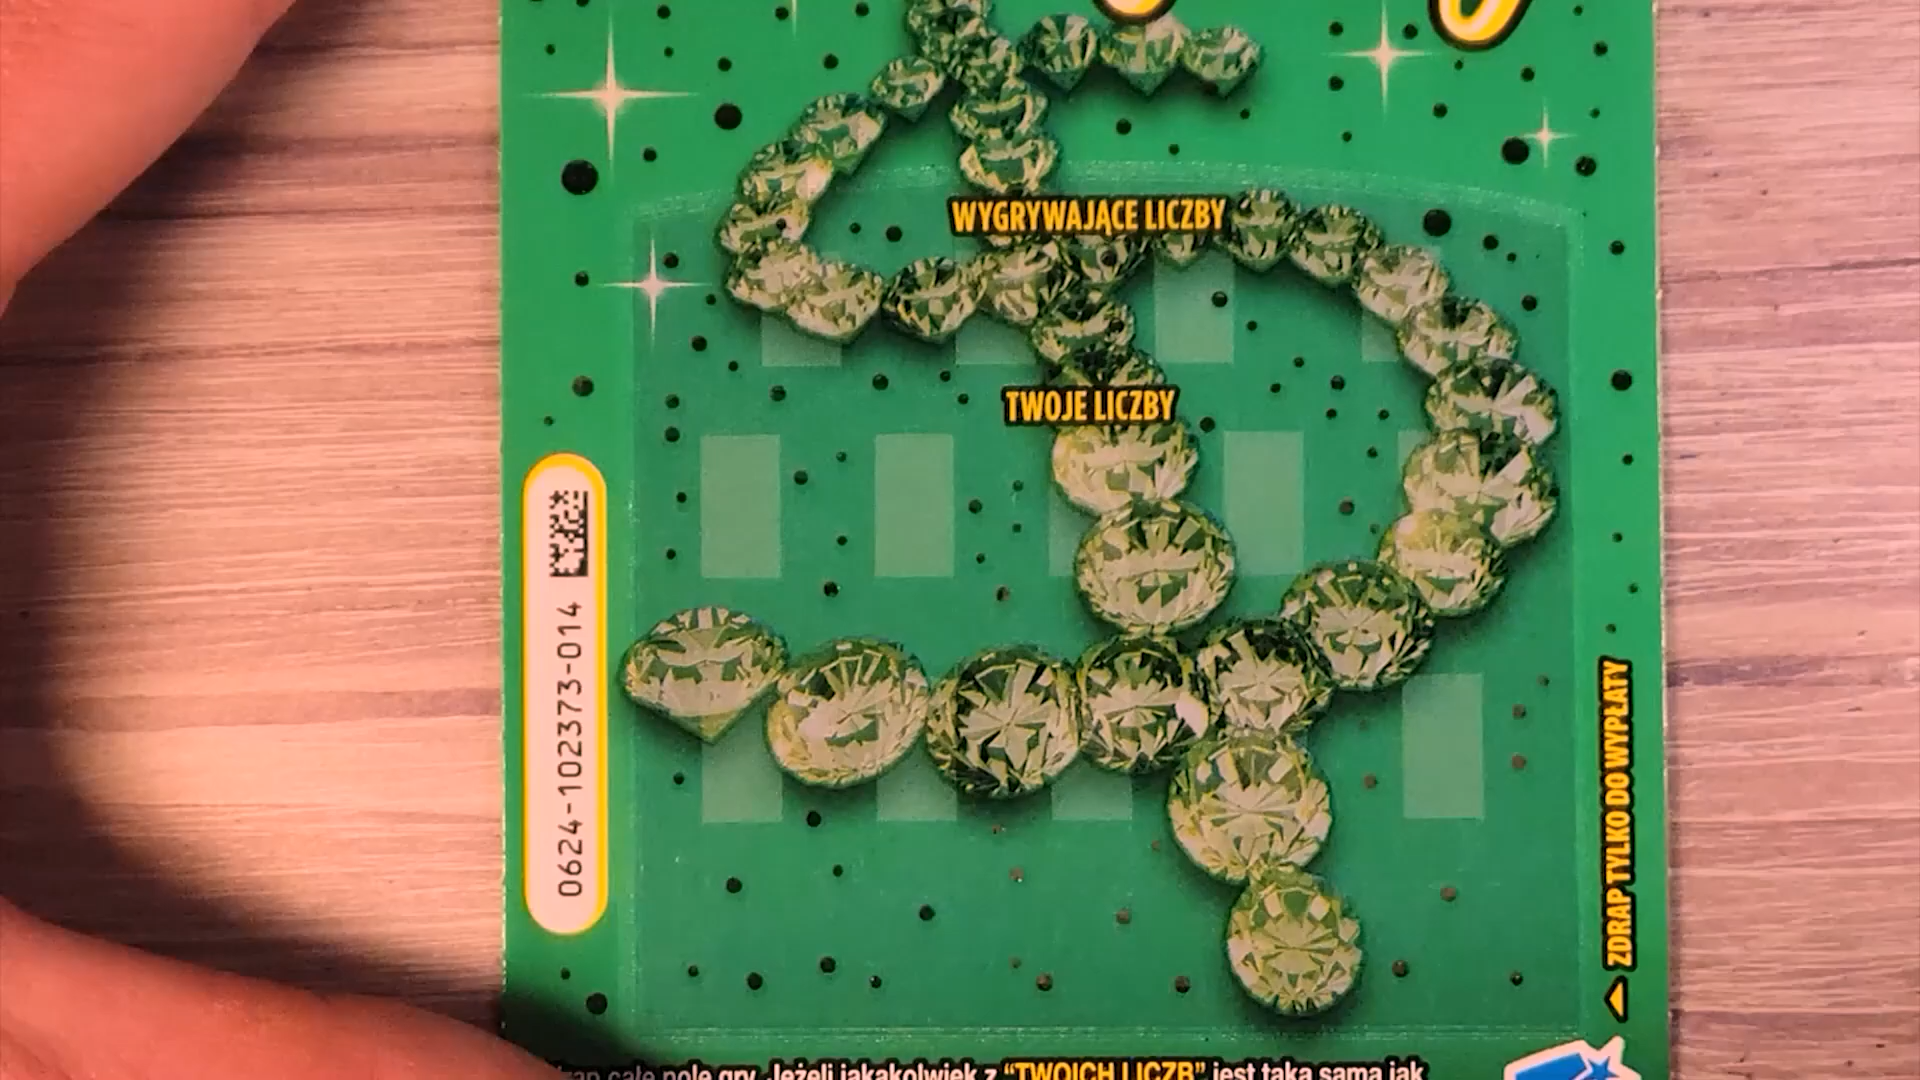 WYGRYWAJĄCE LICZBY
TWOJE LICZBY
0624-102373-014
ZDRAP TYLKO DO WYPŁATY
całe pole gry. Jeżeli jakakolwiek z “TWOICH LICZB” jest taka sama jak